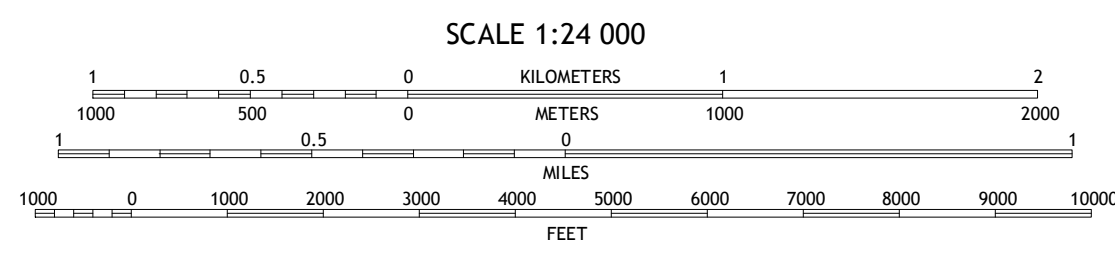 SCALE 1:24 000
1 0.5 0 KILOMETERS 1 2
1000 500 0 METERS 1000 2000
1 0.5 0 1
MILES
1000 0 1000 2000 3000 4000 5000 6000 7000 8000 9000 10000
FEET